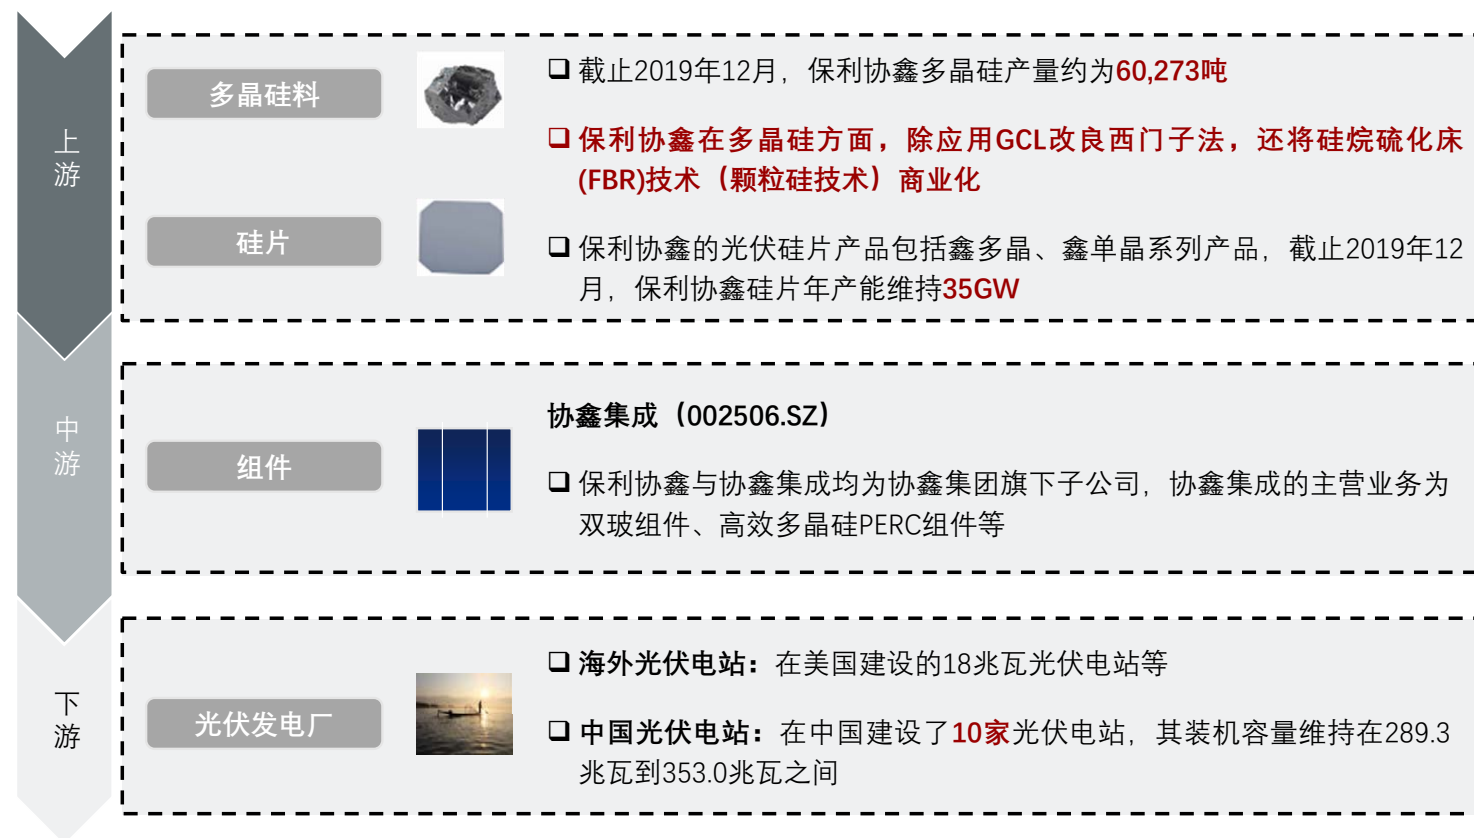 上
游
多晶硅料
截止2019年12月，保利协鑫多晶硅产量约为60,273吨
保利协鑫在多晶硅方面，除应用GCL改良西门子法，还将硅烷硫化床
(FBR)技术（颗粒硅技术）商业化
硅片
保利协鑫的光伏硅片产品包括鑫多晶、鑫单晶系列产品，截止2019年12
月，保利协鑫硅片年产能维持35GW
中
游
组件
协鑫集成（002506.SZ）
保利协鑫与协鑫集成均为协鑫集团旗下子公司，协鑫集成的主营业务为
双玻组件、高效多晶硅PERC组件等
下
游
光伏发电厂
海外光伏电站：在美国建设的18兆瓦光伏电站等
中国光伏电站：在中国建设了10家光伏电站，其装机容量维持在289.3
兆瓦到353.0兆瓦之间